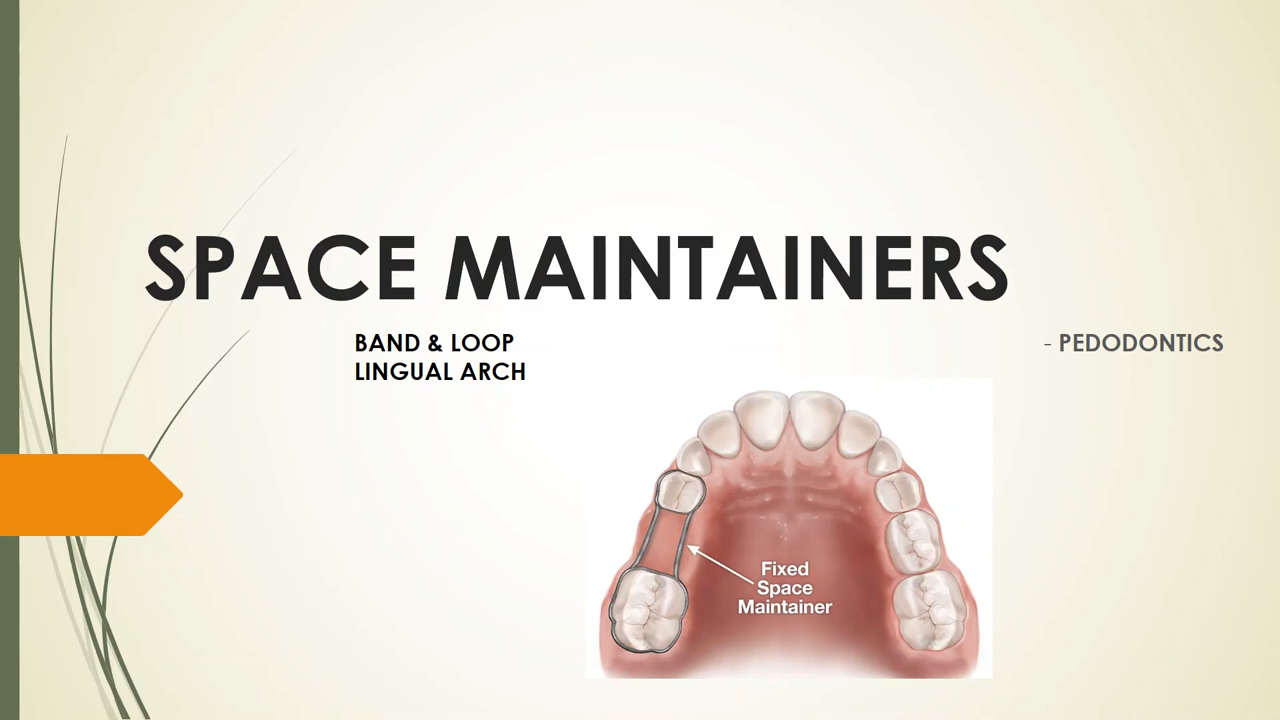 SPACE MAINTAINERS
BAND & LOOP
LINGUAL ARCH
- PEDODONTICS
Fixed
Space
Maintainer